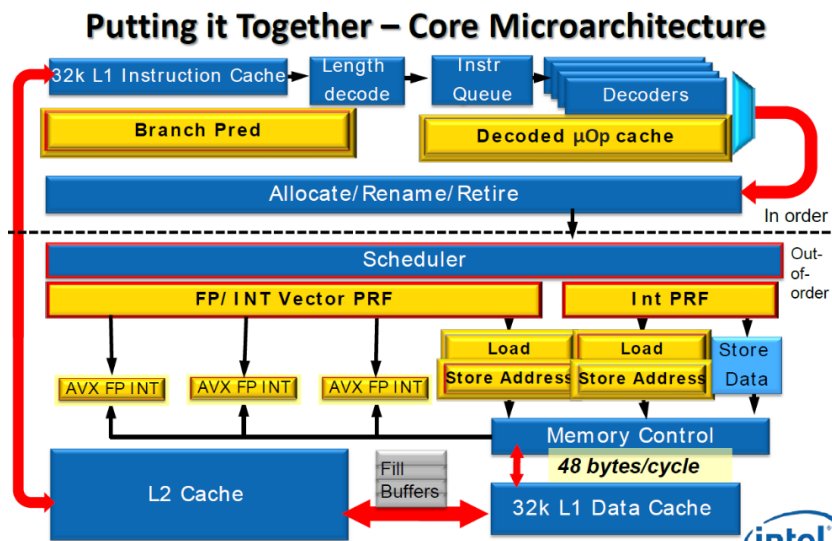 Putting it Together – Core Microarchitecture
32k L1 Instruction Cache
Length
decode
Instr
Queue
Decoders
Branch Pred
Decoded µOp cache
Allocate/Rename/Retire
In order
Scheduler
Out-
of-
order
FP/ INT Vector PRF
Int PRF
Load
Load
Store
Data
Store Address
Store Address
AVX FP INT
AVX FP INT
AVX FP INT
Memory Control
48 bytes/cycle
L2 Cache
Fill
Buffers
32k L1 Data Cache
intel